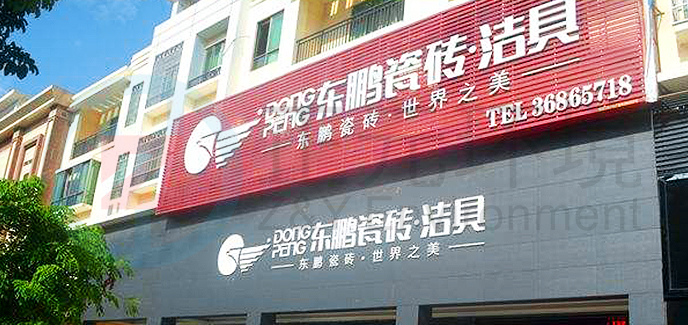 DONG PENG 东鹏瓷砖·洁具
东鹏瓷砖·世界之美
TEL 36865718
DONG PENG 东鹏瓷砖·洁具
东鹏瓷砖·世界之美
Z&X Environment